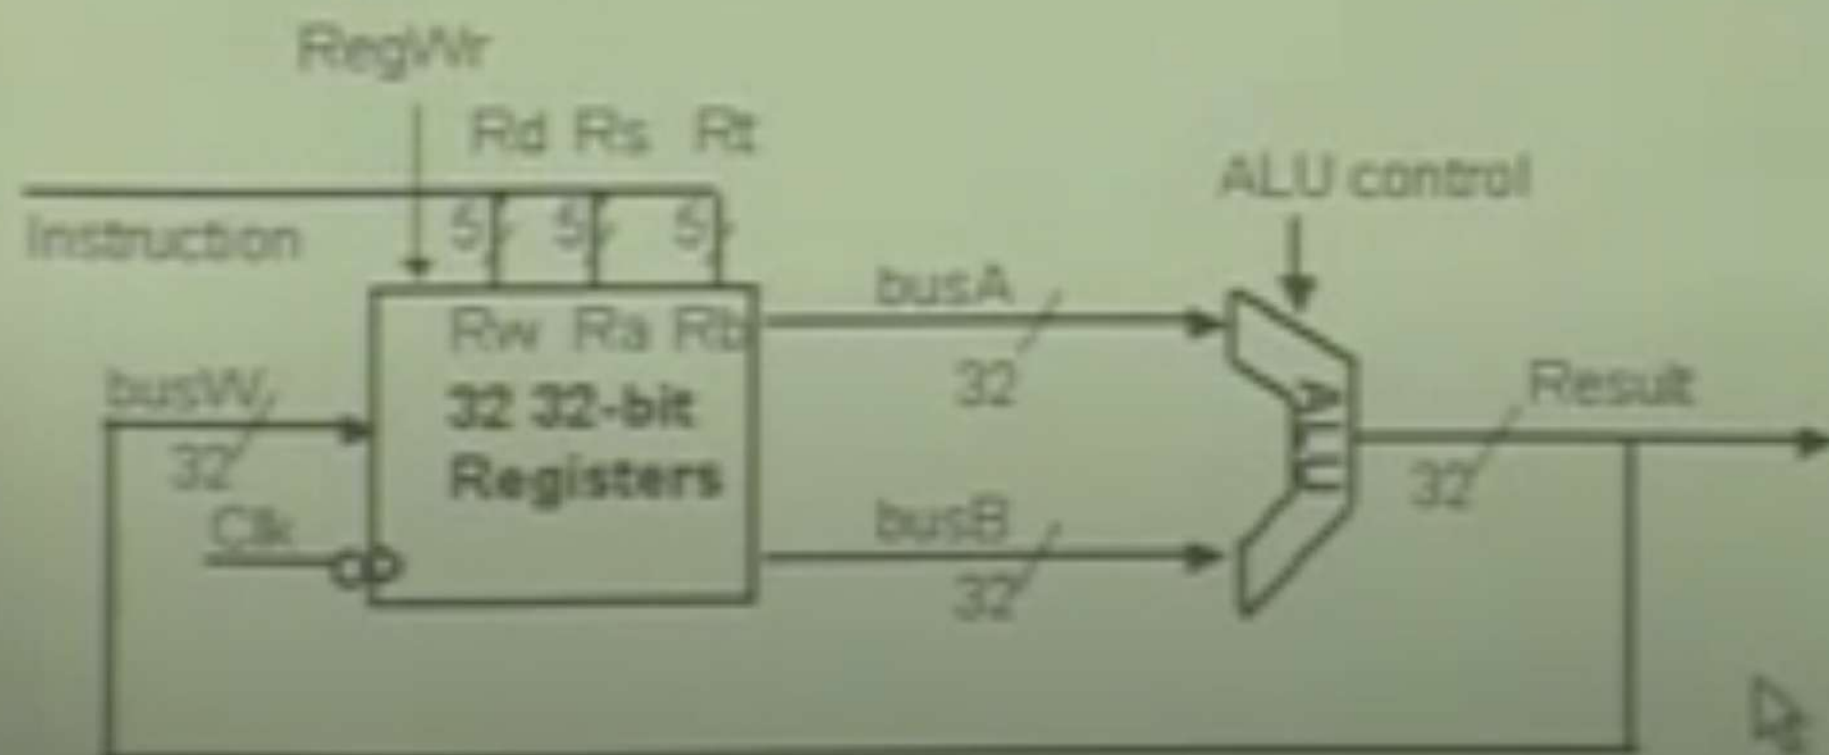 RegWr
Rd Rs Rt
ALU control
5 5 5
Instruction
busA
Rw Ra Rb
32
busW
32 32-bit
Result
ALU
32
Registers
32
Clk
busB
32